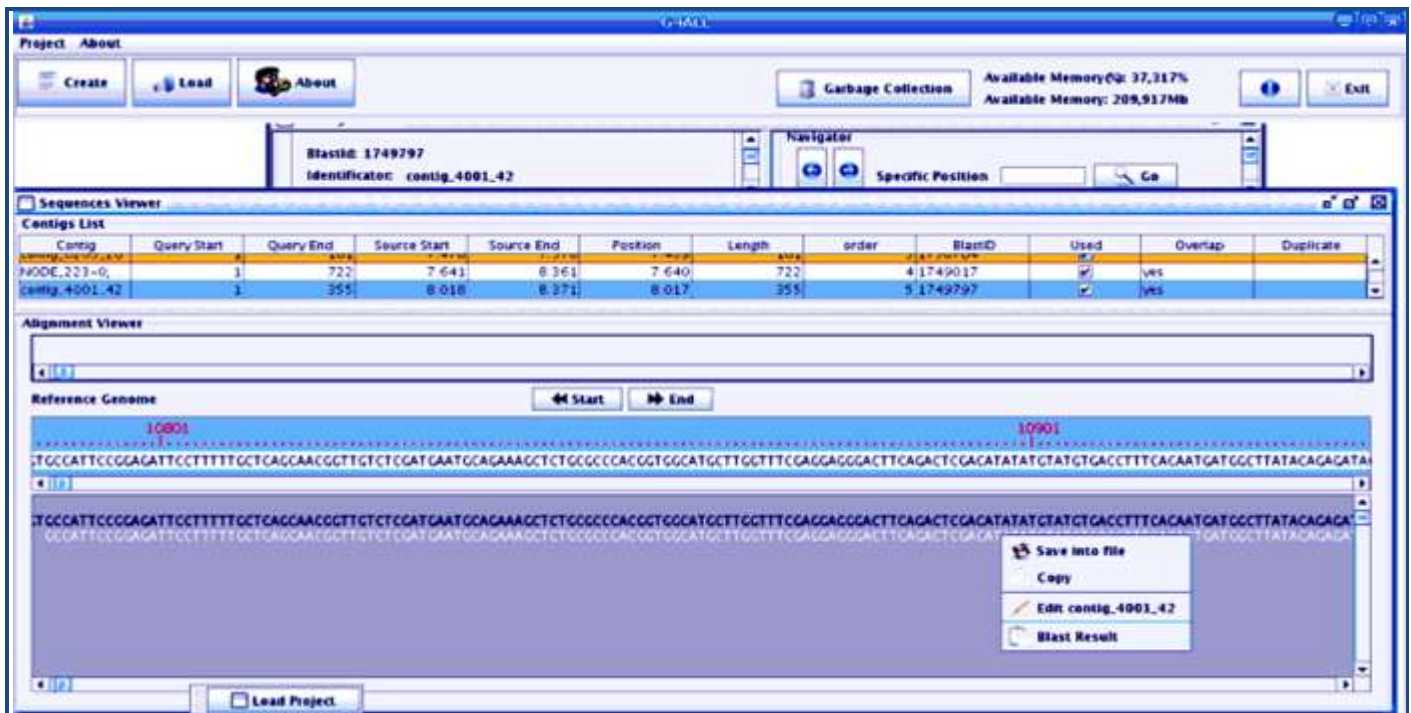 G4ALL
Project About
Create Load About Garbage Collection Available Memory(%): 37,317% Exit
Available Memory: 209,917Mb
BlastId: 1749797 Navigator
Identificator: contig_4001_42 Specific Position Go
Sequences Viewer
Contigs List
Contig Query Start Query End Source Start Source End Position Length order BlastID Used Overlap Duplicate
NODE_223-0; 1 722 7.641 8.361 7.640 722 4 1749017 yes
contig_4001_42 1 355 8.018 8.371 8.017 355 5 1749797 yes
Alignment Viewer
Reference Genome Start End
10801 10901
TGCCATTCCGGAGATTCCTTTTTGCTCAGCAACGGTTGTCTCGATGAATGCAGAAAGCTCTGCGCCCACGGTGGCATGCTTGGTTTCGAGGAGGGACTTCAGACTCGACATATATGTATGTGACCTTTCACAATGATGGCTTATACAGAGATA
TGCCATTCCGGAGATTCCTTTTTGCTCAGCAACGGTTGTCTCGATGAATGCAGAAAGCTCTGCGCCCACGGTGGCATGCTTGGTTTCGAGGAGGGACTTCAGACTCGACATATATGTATGTGACCTTTCACAATGATGGCTTATACAGAGA
Save into file
Copy
Edit contig_4001_42
Blast Result
Load Project